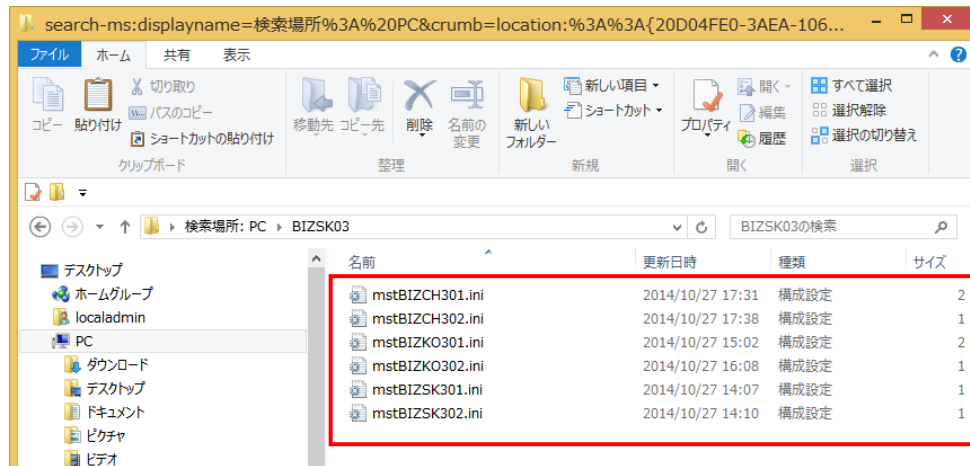 search-ms:displayname=検索場所%3A%20PC&crumb=location:%3A%3A{20D04FE0-3AEA-106...
ファイル ホーム 共有 表示
コピー 貼り付け 切り取り パスのコピー ショートカットの貼り付け
クリップボード
移動先 コピー先 削除 名前の変更
整理
新しいフォルダー 新しい項目 ショートカット
新規
プロパティ 開く 編集 履歴
開く
すべて選択 選択解除 選択の切り替え
選択
検索場所: PC BIZSK03
BIZSK03の検索
名前 更新日時 種類 サイズ
デスクトップ
ホームグループ
localadmin
PC
ダウンロード
デスクトップ
ドキュメント
ピクチャ
ビデオ
mstBIZCH301.ini 2014/10/27 17:31 構成設定 2
mstBIZCH302.ini 2014/10/27 17:38 構成設定 1
mstBIZKO301.ini 2014/10/27 15:02 構成設定 2
mstBIZKO302.ini 2014/10/27 16:08 構成設定 1
mstBIZSK301.ini 2014/10/27 14:07 構成設定 1
mstBIZSK302.ini 2014/10/27 14:10 構成設定 1